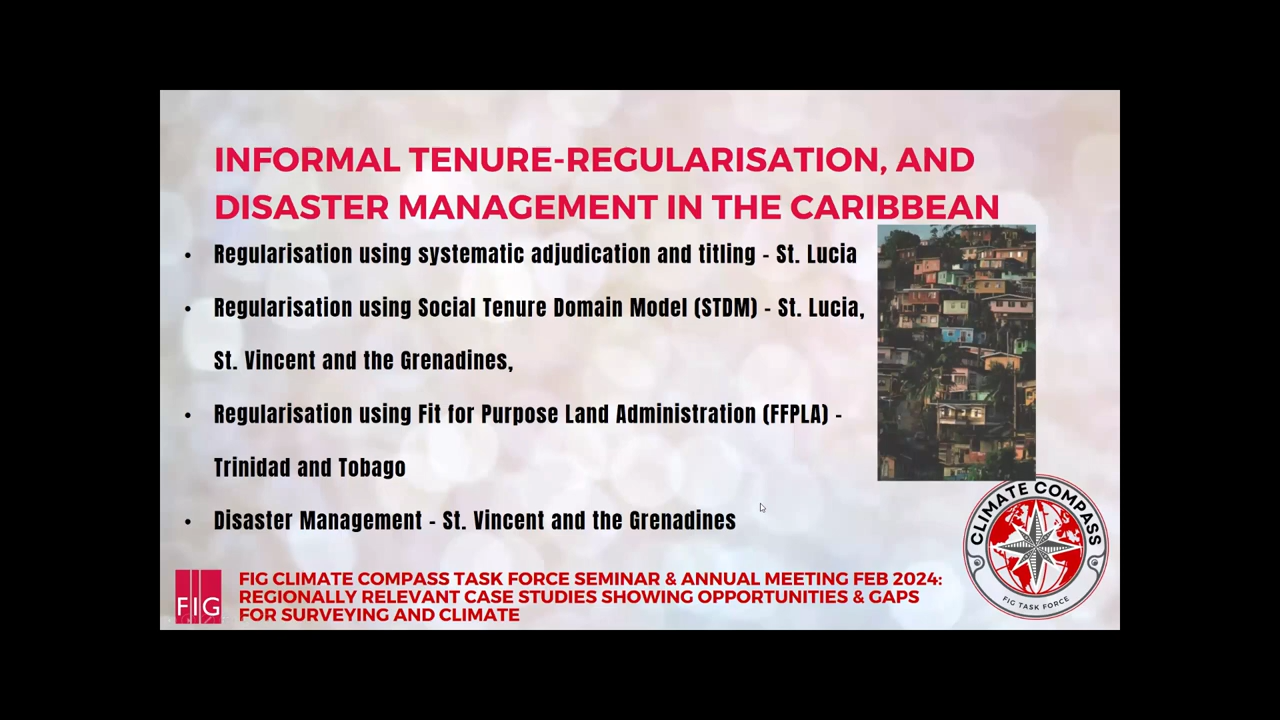 INFORMAL TENURE-REGULARISATION, AND
DISASTER MANAGEMENT IN THE CARIBBEAN
• Regularisation using systematic adjudication and titling - St. Lucia
• Regularisation using Social Tenure Domain Model (STDM) - St. Lucia,
St. Vincent and the Grenadines,
• Regularisation using Fit for Purpose Land Administration (FFPLA) -
Trinidad and Tobago
• Disaster Management - St. Vincent and the Grenadines
CLIMATE COMPASS
FIG TASK FORCE
FIG
FIG CLIMATE COMPASS TASK FORCE SEMINAR & ANNUAL MEETING FEB 2024:
REGIONALLY RELEVANT CASE STUDIES SHOWING OPPORTUNITIES & GAPS
FOR SURVEYING AND CLIMATE